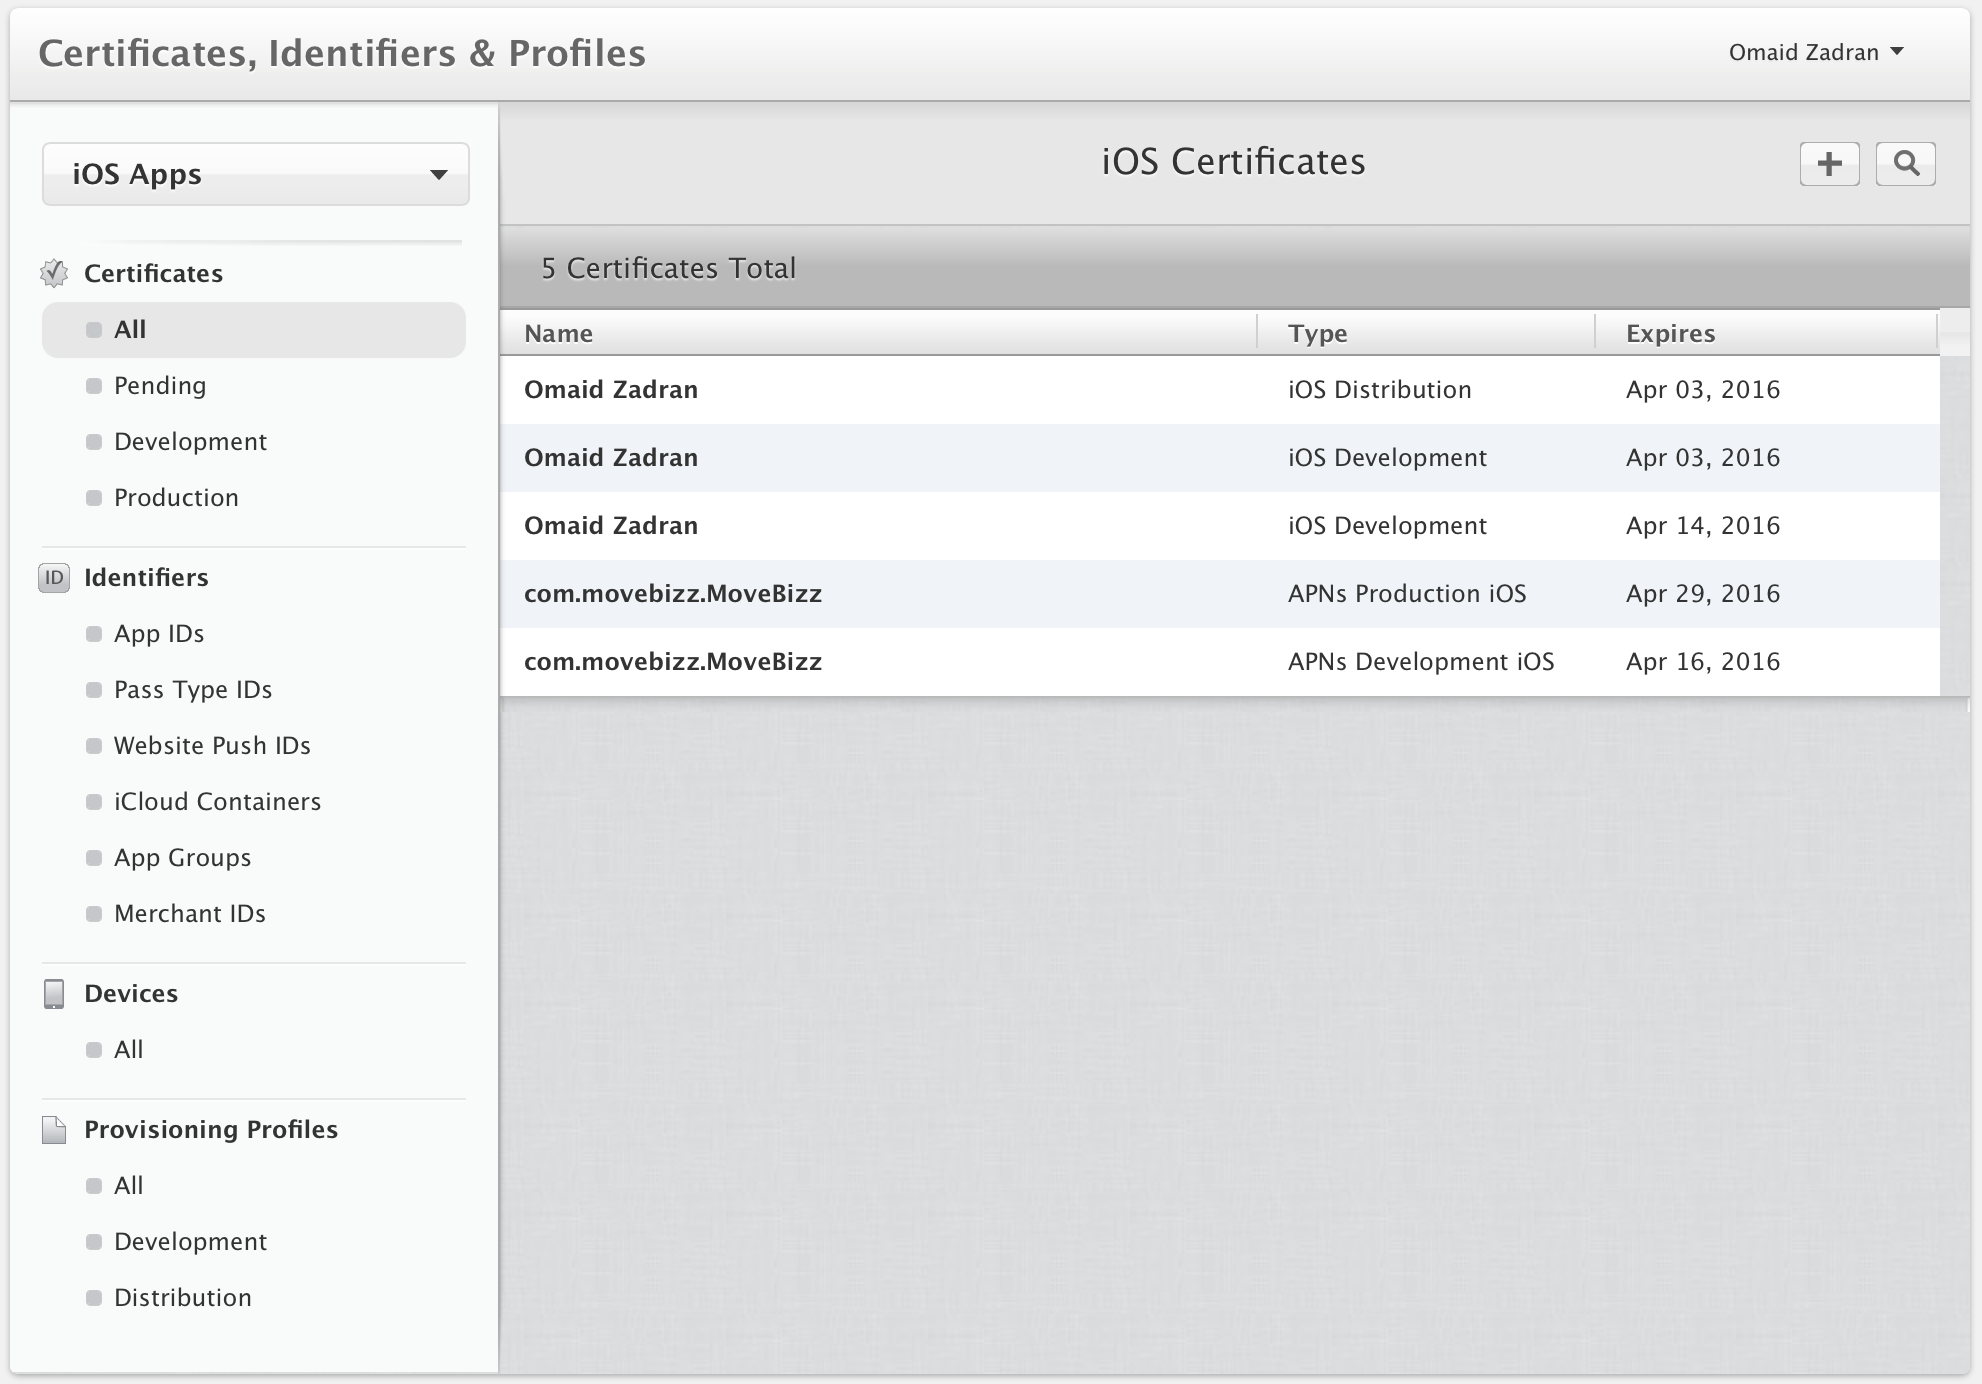 Certificates, Identifiers & Profiles
Omaid Zadran
iOS Apps
Certificates
All
Pending
Development
Production
ID Identifiers
App IDs
Pass Type IDs
Website Push IDs
iCloud Containers
App Groups
Merchant IDs
Devices
All
Provisioning Profiles
All
Development
Distribution
iOS Certificates
5 Certificates Total
Name Type Expires
Omaid Zadran iOS Distribution Apr 03, 2016
Omaid Zadran iOS Development Apr 03, 2016
Omaid Zadran iOS Development Apr 14, 2016
com.movebizz.MoveBizz APNs Production iOS Apr 29, 2016
com.movebizz.MoveBizz APNs Development iOS Apr 16, 2016